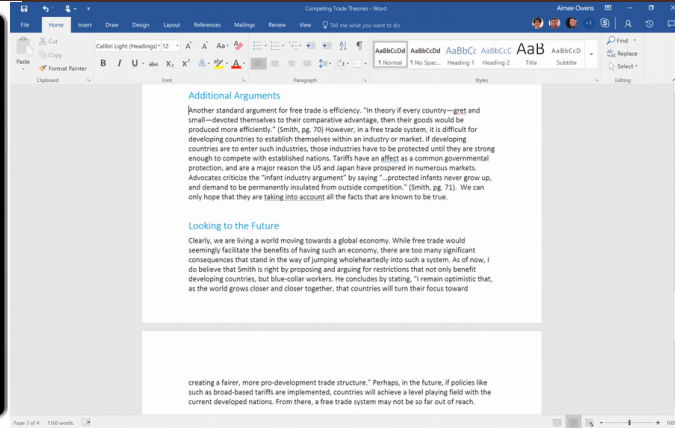 Competing Trade Theories - Word
Aimee Owens
File Home Insert Draw Design Layout References Mailings Review View Tell me what you want to do
Cut
Copy
Format Painter
Paste
Clipboard
Calibri Light (Headings) 12
Font
Paragraph
AaBbCcDd AaBbCcDd AaBbCc AaBbCcC AaB AaBbCcD
¶ Normal ¶ No Spac... Heading 1 Heading 2 Title Subtitle
Styles
Find
Replace
Select
Editing
Additional Arguments
Another standard argument for free trade is efficiency. “In theory if every country—gret and
small—devoted themselves to their comparative advantage, then their goods would be
produced more efficiently.” (Smith, pg. 70) However, in a free trade system, it is difficult for
developing countries to establish themselves within an industry or market. If developing
countries are to enter such industries, those industries have to be protected until they are strong
enough to compete with established nations. Tariffs have an affect as a common governmental
protection, and are a major reason the US and Japan have prospered in numerous markets.
Advocates criticize the “infant industry argument” by saying “...protected infants never grow up,
and demand to be permanently insulated from outside competition.” (Smith, pg. 71). We can
only hope that they are taking into account all the facts that are known to be true.
Looking to the Future
Clearly, we are living a world moving towards a global economy. While free trade would
seemingly facilitate the benefits of having such an economy, there are too many significant
consequences that stand in the way of jumping wholeheartedly into such a system. As of now, I
do believe that Smith is right by proposing and arguing for restrictions that not only benefit
developing countries, but blue-collar workers. He concludes by stating, “I remain optimistic that,
as the world grows closer and closer together, that countries will turn their focus toward
creating a fairer, more pro-development trade structure.” Perhaps, in the future, if policies like
such as broad-based tariffs are implemented, countries will achieve a level playing field with the
current developed nations. From there, a free trade system may not be so far out of reach.
Page 3 of 4 1160 words